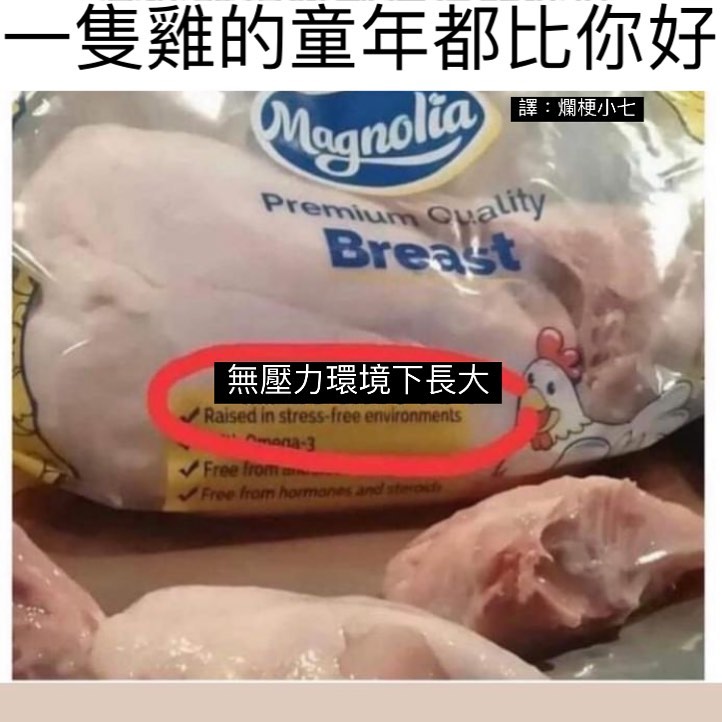 一隻雞的童年都比你好
譯：爛梗小七
Magnolia
Premium Quality
Breast
無壓力環境下長大
✓ Raised in stress-free environments
Omega-3
✓ Free from
✓ Free from hormones and steroids